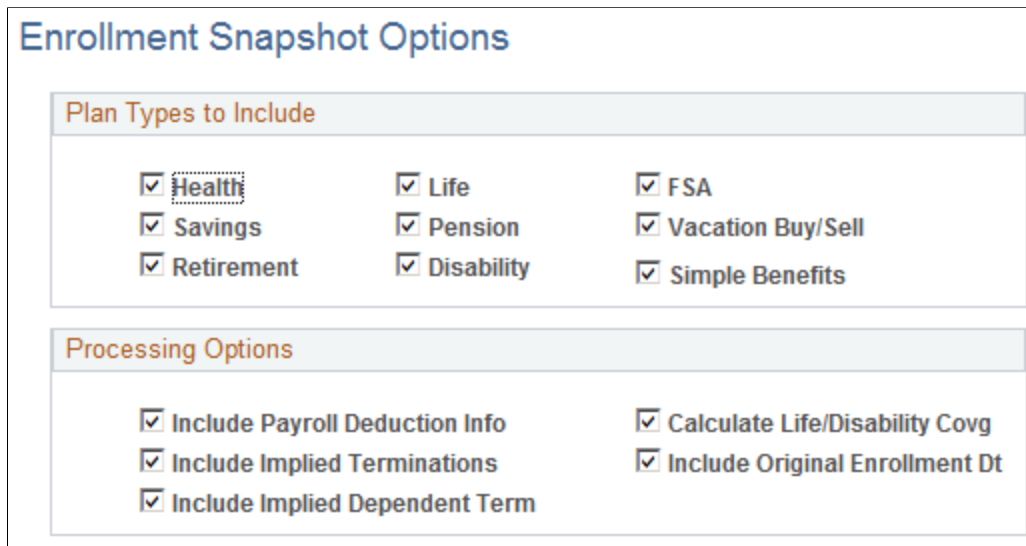 Enrollment Snapshot Options
Plan Types to Include
Health Life FSA
Savings Pension Vacation Buy/Sell
Retirement Disability Simple Benefits
Processing Options
Include Payroll Deduction Info Calculate Life/Disability Covg
Include Implied Terminations Include Original Enrollment Dt
Include Implied Dependent Term